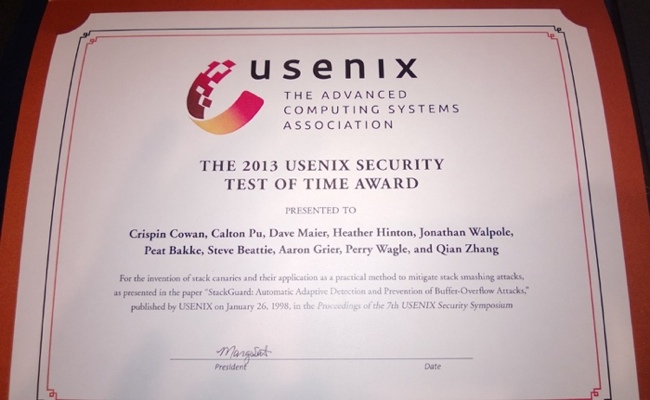 usenix
THE ADVANCED
COMPUTING SYSTEMS
ASSOCIATION
THE 2013 USENIX SECURITY
TEST OF TIME AWARD
PRESENTED TO
Crispin Cowan, Calton Pu, Dave Maier, Heather Hinton, Jonathan Walpole,
Peat Bakke, Steve Beattie, Aaron Grier, Perry Wagle, and Qian Zhang
For the invention of stack canaries and their application as a practical method to mitigate stack smashing attacks,
as presented in the paper "StackGuard: Automatic Adaptive Detection and Prevention of Buffer-Overflow Attacks,"
published by USENIX on January 26, 1998, in the Proceedings of the 7th USENIX Security Symposium
President Date